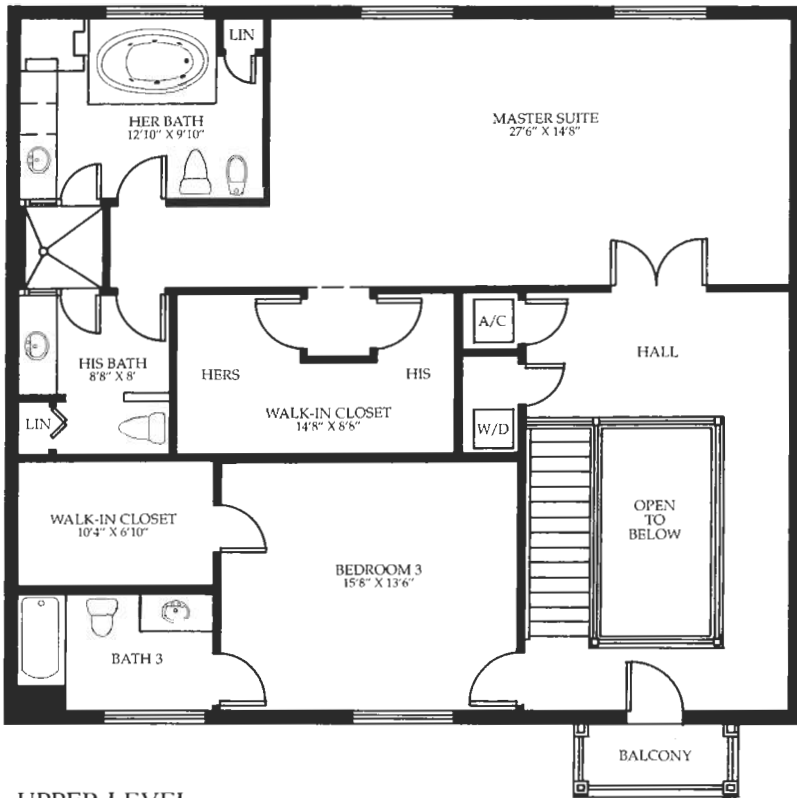 LIN
HER BATH
12'10" X 9'10"
MASTER SUITE
27'6" X 14'8"
A/C
HALL
HIS BATH
8'8" X 8'
HERS
HIS
WALK-IN CLOSET
14'8" X 8'8"
LIN
W/D
WALK-IN CLOSET
10'4" X 6'10"
OPEN
TO
BELOW
BEDROOM 3
15'8" X 13'6"
BATH 3
BALCONY
UPPER LEVEL